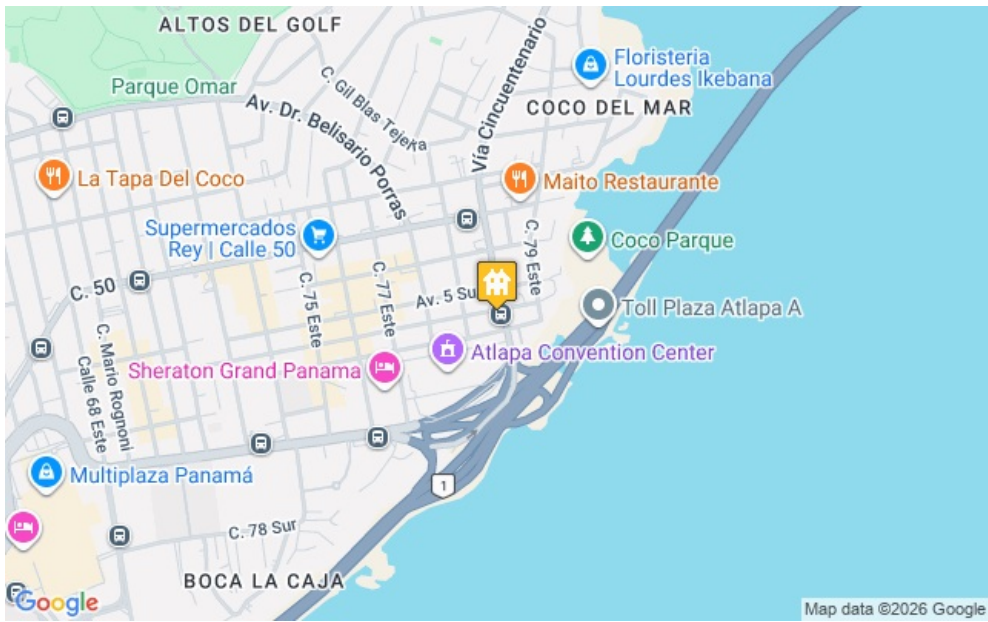 ALTOS DEL GOLF
Parque Omar
C. Gil Blas Tejeka
Av. Dr. Belisario Porras
Vía Cincuentenario
Floristeria
Lourdes Ikebana
COCO DEL MAR
La Tapa Del Coco
Maito Restaurante
Supermercados
Rey | Calle 50
C. 79 Este
Coco Parque
C. 50
C. 75 Este
C. 77 Este
Av. 5 Su
Toll Plaza Atlapa A
C. Mario Rognoni
Calle 68 Este
Sheraton Grand Panama
Atlapa Convention Center
Multiplaza Panamá
1
C. 78 Sur
BOCA LA CAJA
Google
Map data ©2026 Google